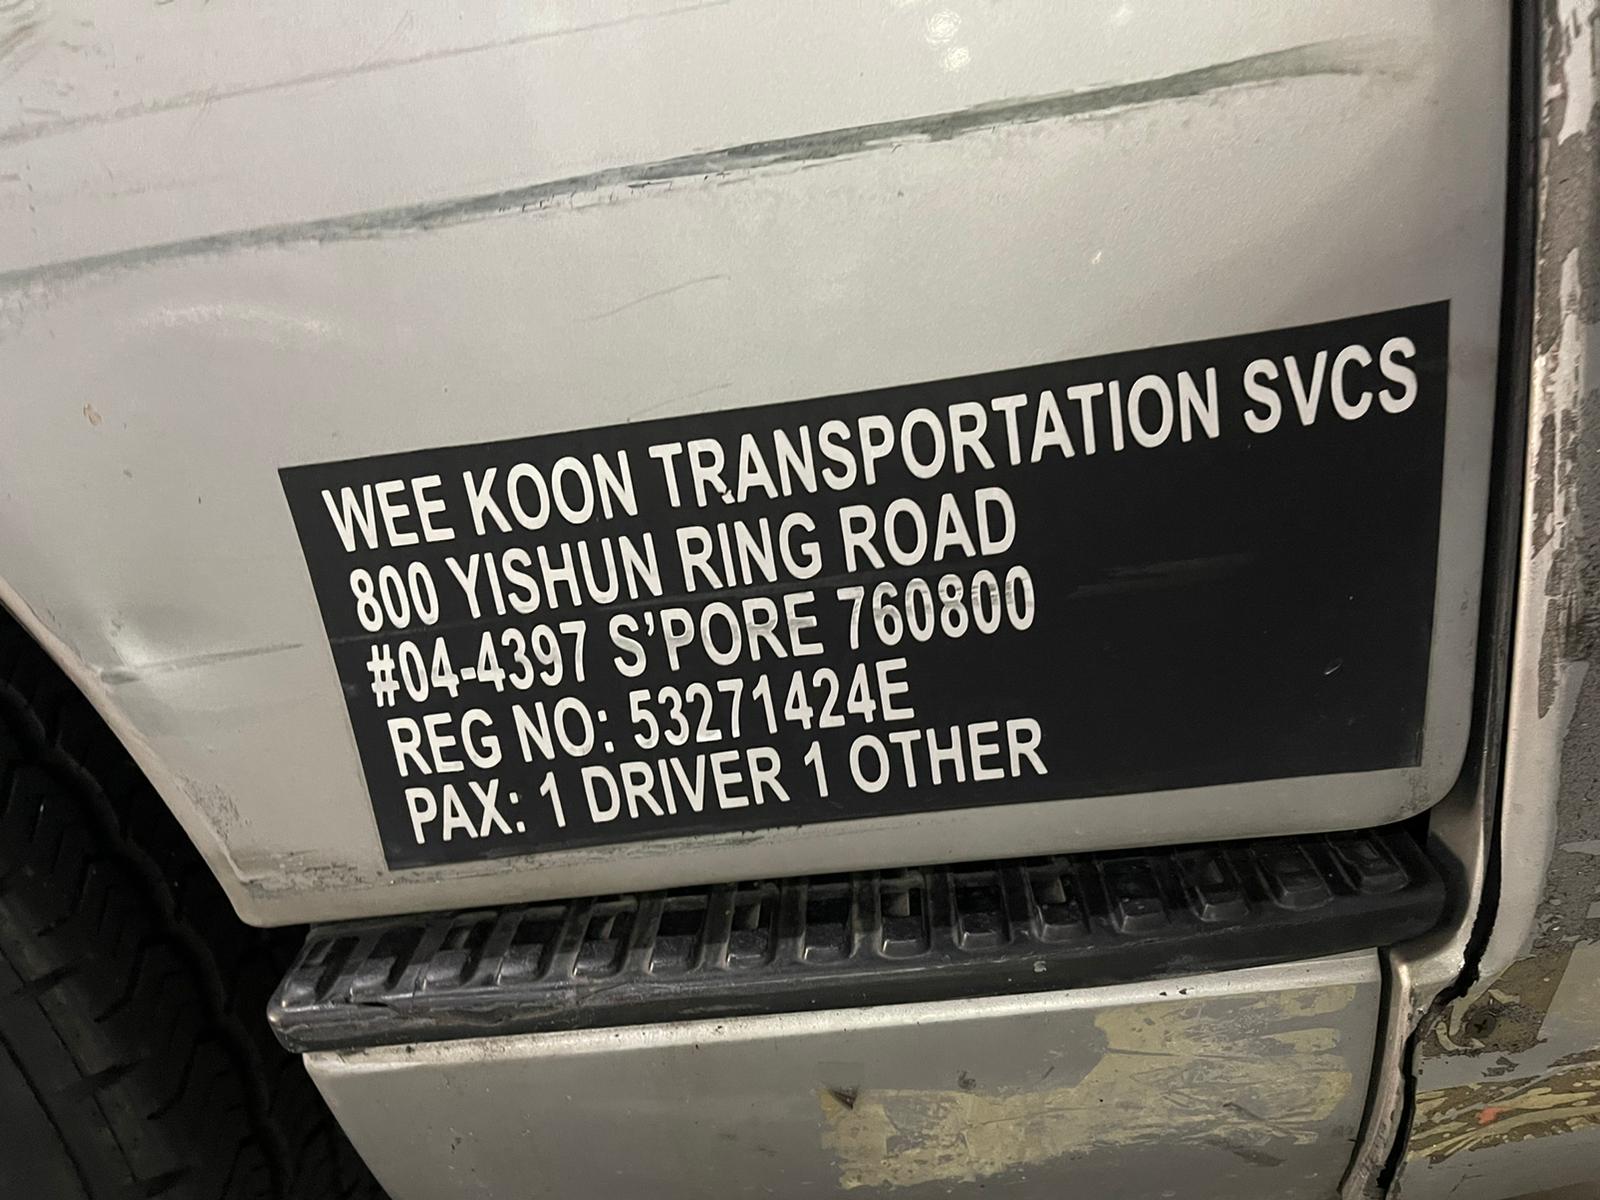 WEE KOON TRANSPORTATION SVCS
800 YISHUN RING ROAD
#04-4397 S'PORE 760800
REG NO: 53271424E
PAX: 1 DRIVER 1 OTHER